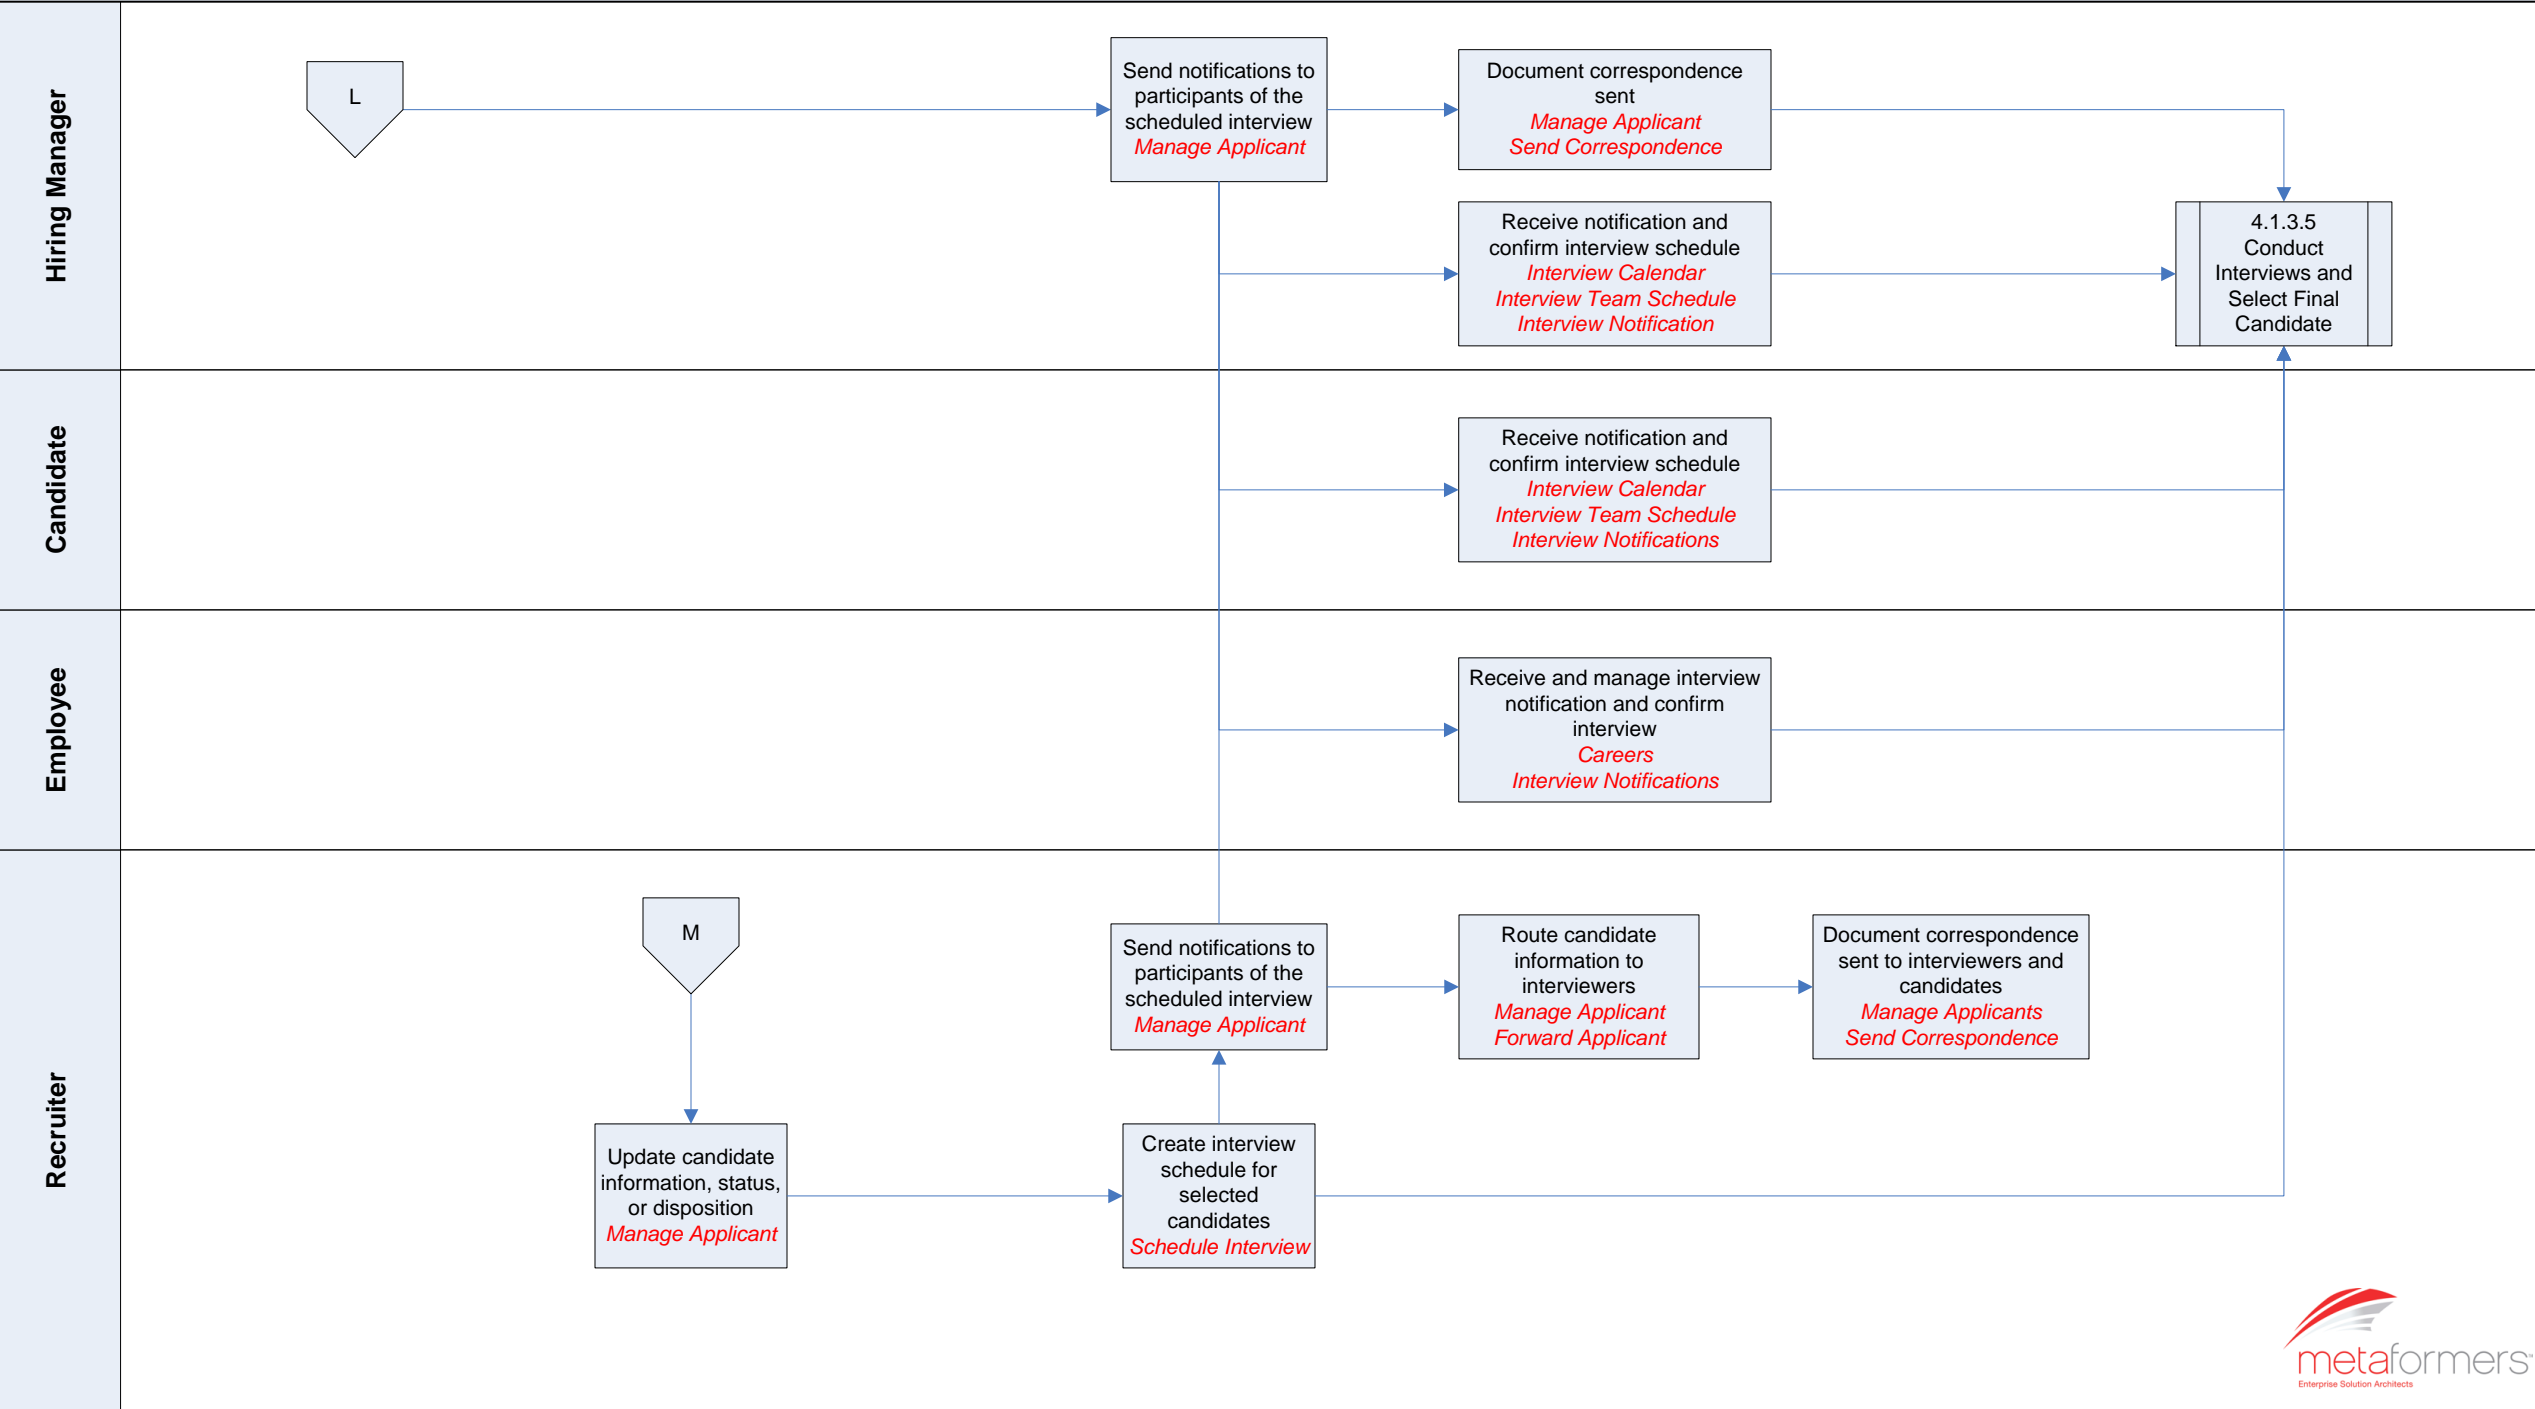 Hiring Manager
L
Send notifications to
participants of the
scheduled interview
Manage Applicant
Document correspondence
sent
Manage Applicant
Send Correspondence
Receive notification and
confirm interview schedule
Interview Calendar
Interview Team Schedule
Interview Notification
4.1.3.5
Conduct
Interviews and
Select Final
Candidate
Candidate
Receive notification and
confirm interview schedule
Interview Calendar
Interview Team Schedule
Interview Notifications
Employee
Receive and manage interview
notification and confirm
interview
Careers
Interview Notifications
Recruiter
M
Send notifications to
participants of the
scheduled interview
Manage Applicant
Route candidate
information to
interviewers
Manage Applicant
Forward Applicant
Document correspondence
sent to interviewers and
candidates
Manage Applicants
Send Correspondence
Update candidate
information, status,
or disposition
Manage Applicant
Create interview
schedule for
selected
candidates
Schedule Interview
metaformers
Enterprise Solution Architects